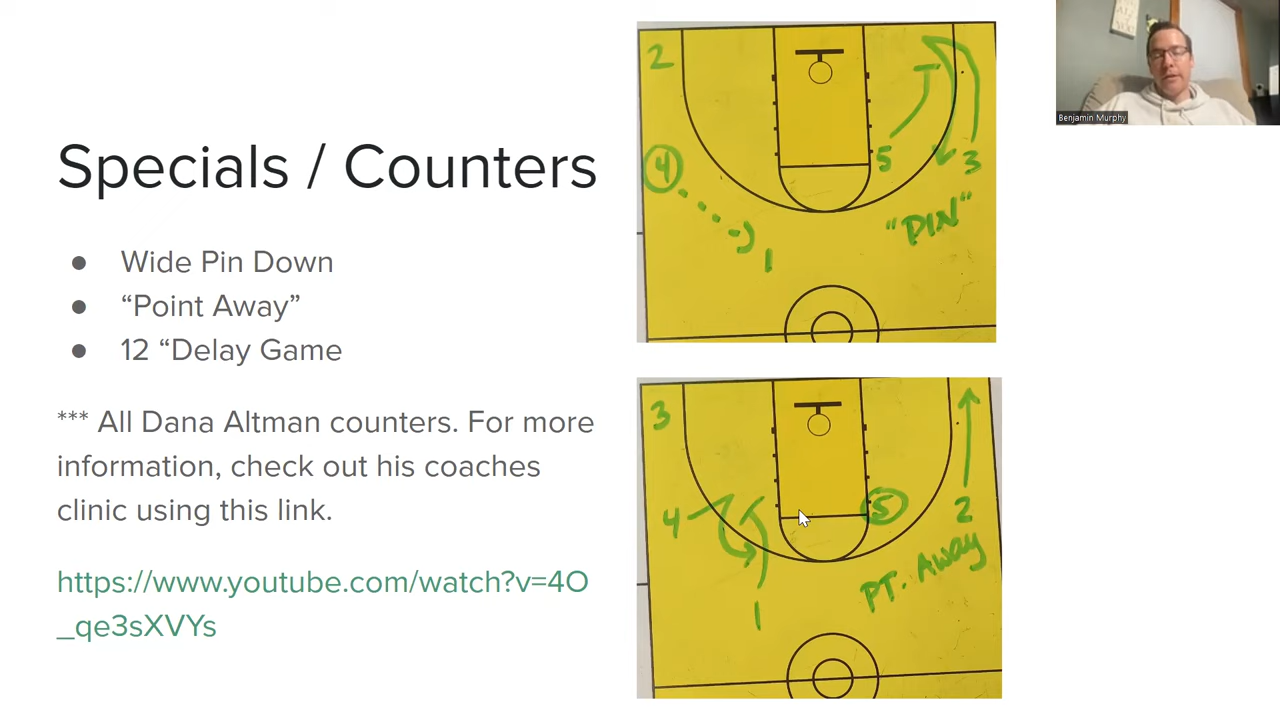 Specials / Counters
● Wide Pin Down
● “Point Away”
● 12 “Delay Game
*** All Dana Altman counters. For more
information, check out his coaches
clinic using this link.
https://www.youtube.com/watch?v=4O
_qe3sXVYs
2
4
5
3
"PIN"
1
3
4
5
2
PT. AWAY
1
Benjamin Murphy